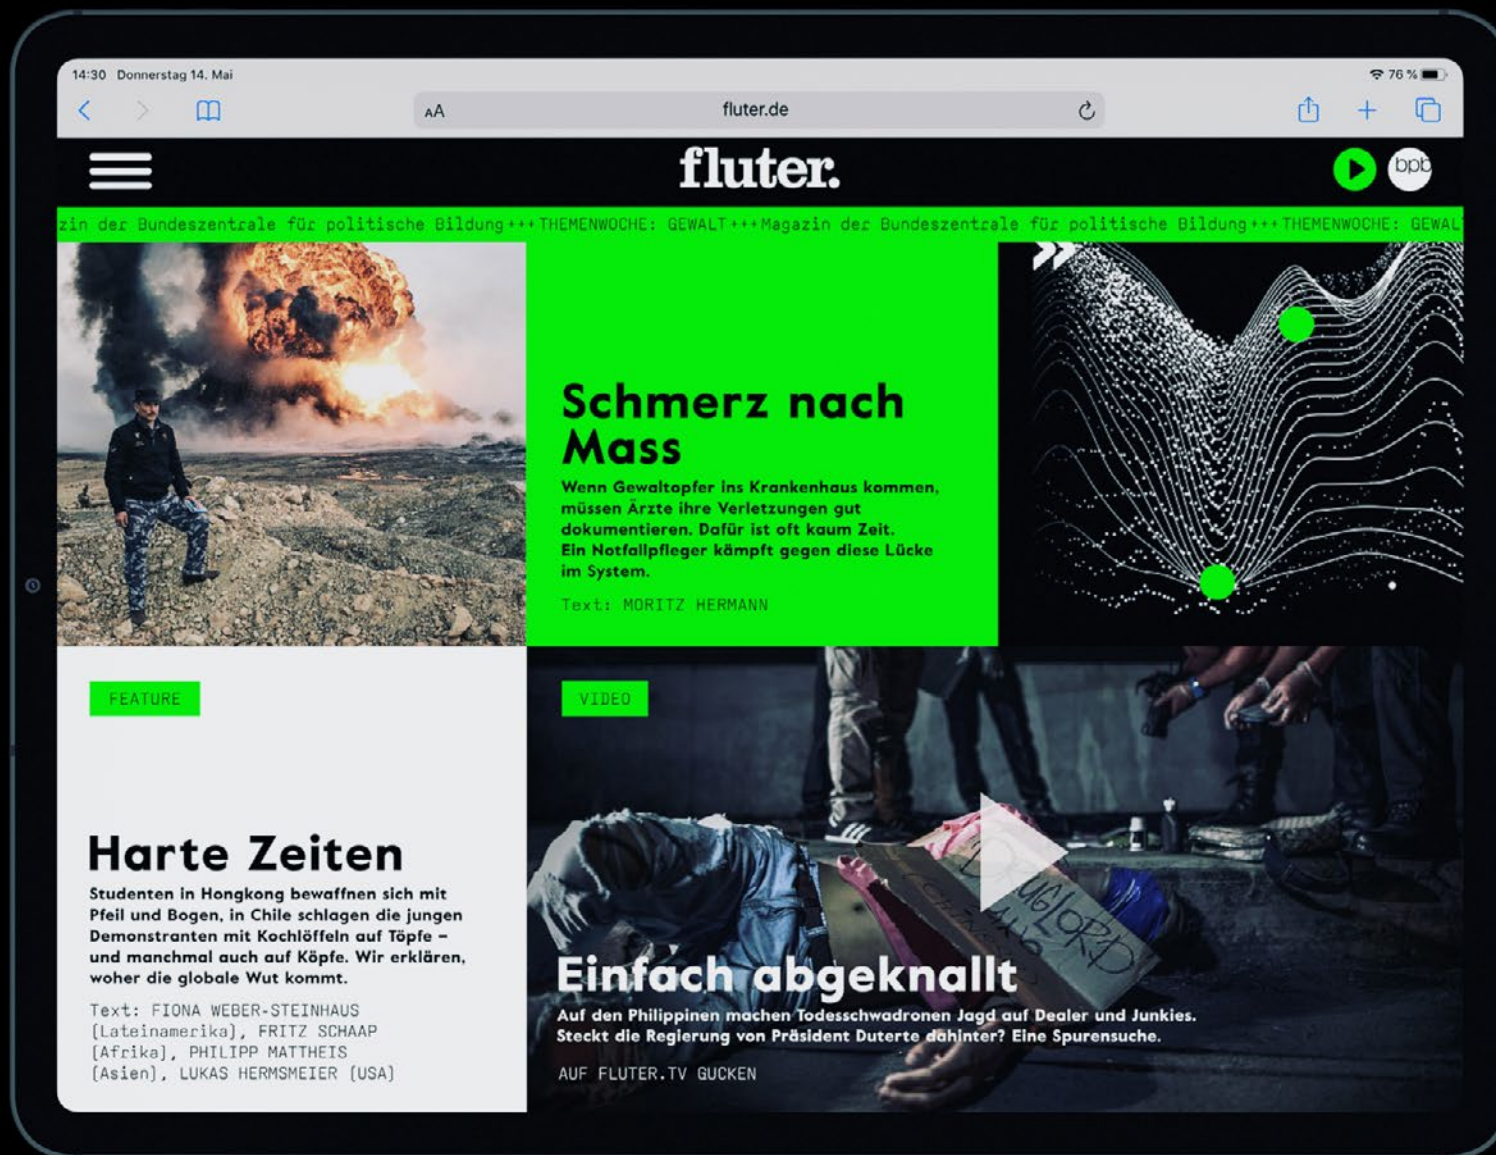 14:30 Donnerstag 14. Mai
76 %
AA
fluter.de
fluter.
bpb
zin der Bundeszentrale für politische Bildung+++THEMENWOCHE: GEWALT+++Magazin der Bundeszentrale für politische Bildung+++THEMENWOCHE: GEWAL
Schmerz nach
Mass
Wenn Gewaltopfer ins Krankenhaus kommen,
müssen Ärzte ihre Verletzungen gut
dokumentieren. Dafür ist oft kaum Zeit.
Ein Notfallpfleger kämpft gegen diese Lücke
im System.
Text: MORITZ HERMANN
FEATURE
Harte Zeiten
Studenten in Hongkong bewaffnen sich mit
Pfeil und Bogen, in Chile schlagen die jungen
Demonstranten mit Kochlöffeln auf Töpfe –
und manchmal auch auf Köpfe. Wir erklären,
woher die globale Wut kommt.
Text: FIONA WEBER-STEINHAUS
(Lateinamerika), FRITZ SCHAAP
(Afrika), PHILIPP MATTHEIS
(Asien), LUKAS HERMSMEIER (USA)
VIDEO
DRUGLORD
Einfach abgeknallt
Auf den Philippinen machen Todesschwadronen Jagd auf Dealer und Junkies.
Steckt die Regierung von Präsident Duterte dahinter? Eine Spurensuche.
AUF FLUTER.TV GUCKEN